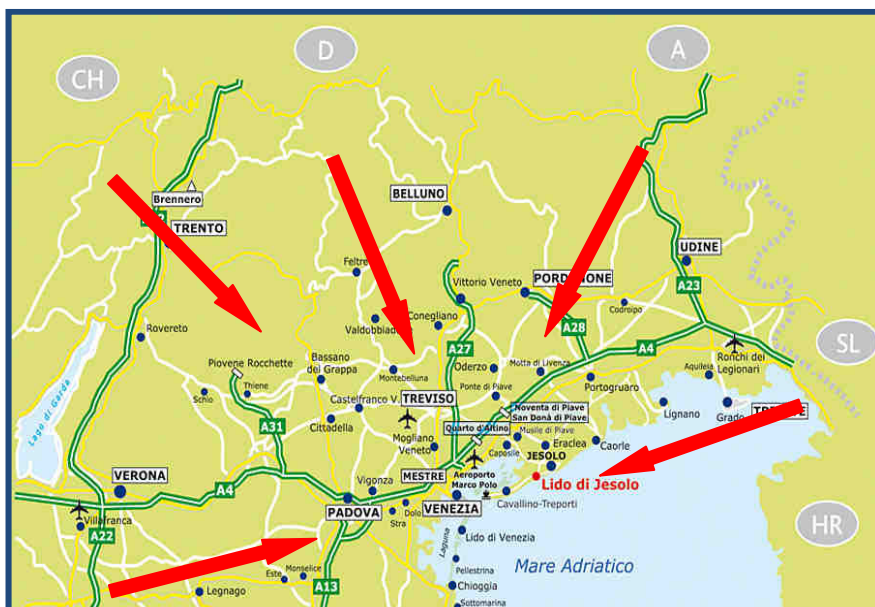 D
A
CH
BELLUNO
Brennero
TRENTO
UDINE
Feltre
Vittorio Veneto
A23
Codroipo
Valdobbiadene
Conegliano
A28
Rovereto
A27
A4
SL
Ronchi dei
Legionari
Piovene Rocchette
Bassano
del Grappa
Montebelluna
Oderzo
Motta di Livenza
Aquileia
Portogruaro
Schio
Thiene
Ponte di Piave
TREVISO
Castelfranco V.
Lignano
Grado
Noventa di Piave
San Donà di Piave
Lago di Garda
A31
Cittadella
Quarto d'Altino
Musile di Piave
Mogliano
Veneto
Caposile
Eraclea
Caorle
JESOLO
MESTRE
Aeroporto
Marco Polo
Lido di Jesolo
VERONA
A4
Vigonza
Cavallino-Treporti
PADOVA
Stra
Dolo
VENEZIA
Villafranca
HR
A22
Laguna
Lido di Venezia
Mare Adriatico
Pellestrina
Monselice
Este
A13
Legnago
Chioggia
Sottomarina